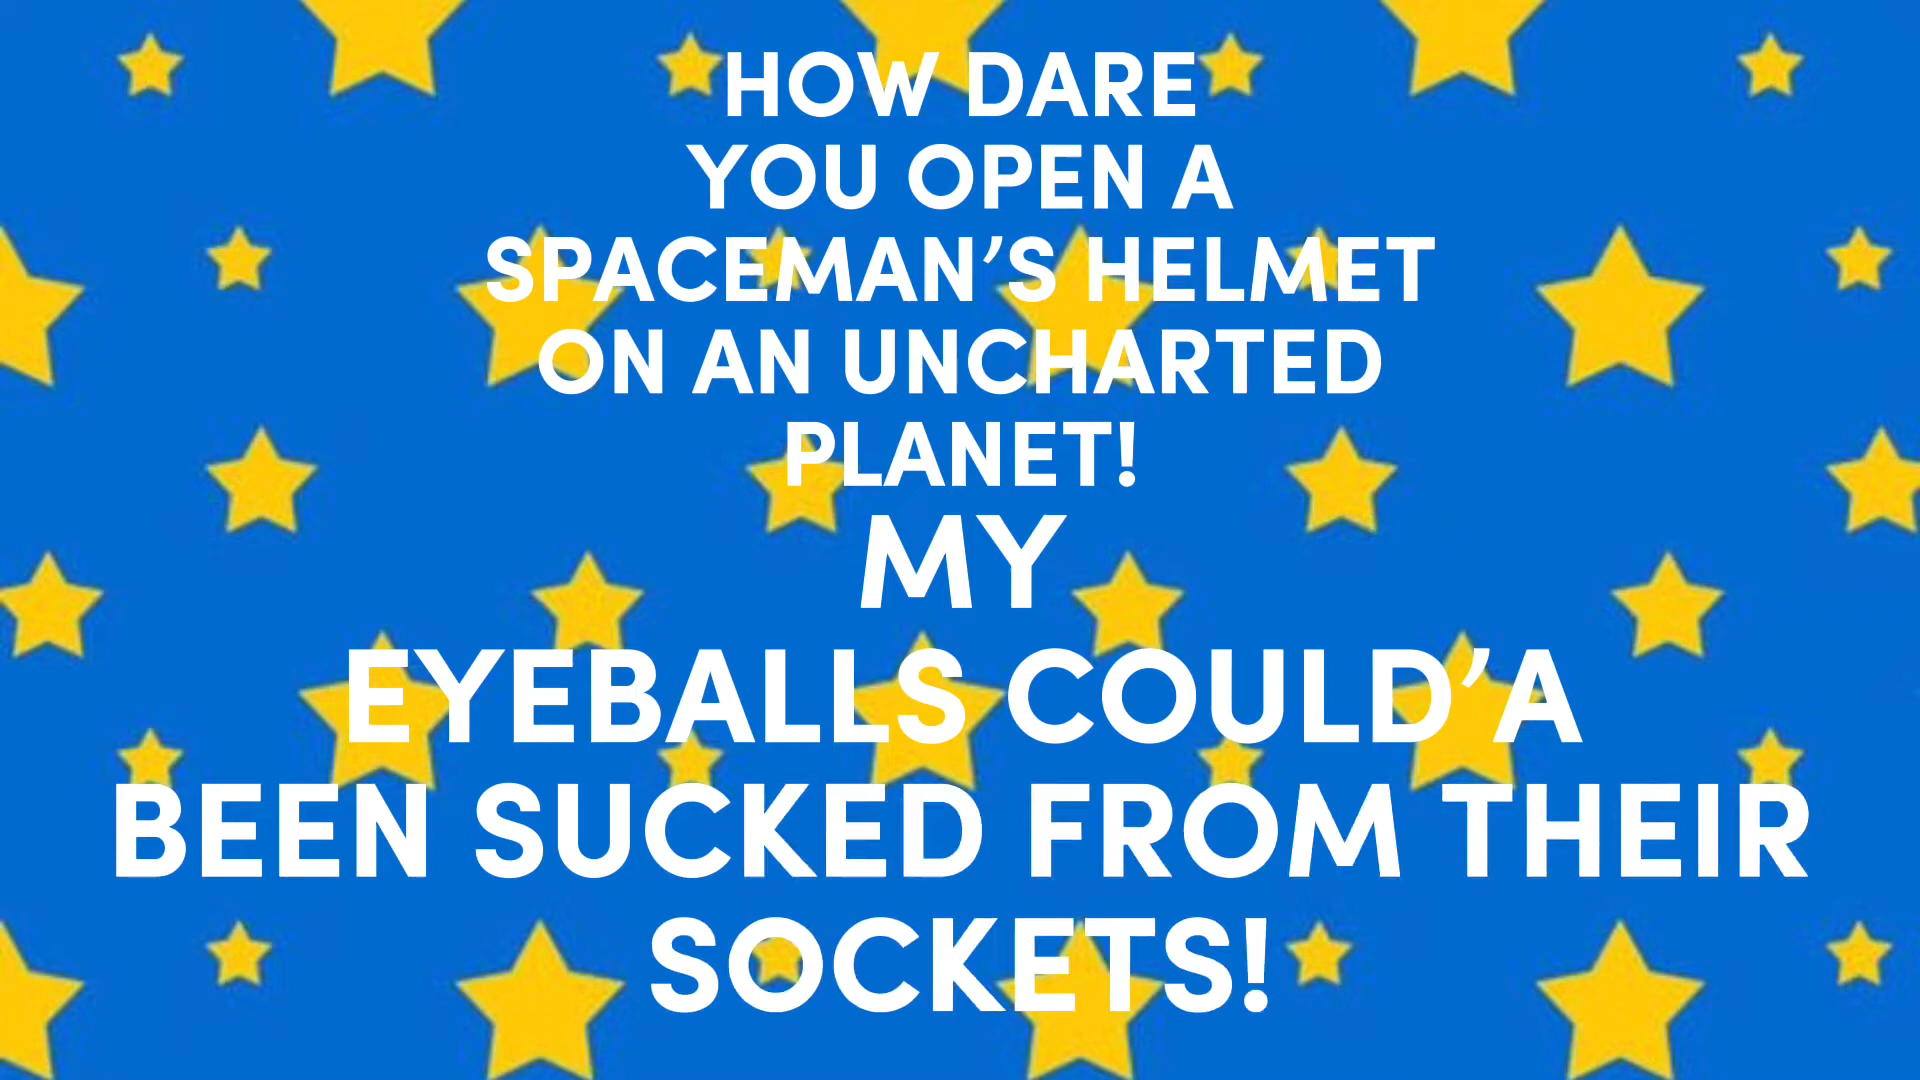 HOW DARE
YOU OPEN A
SPACEMAN’S HELMET
ON AN UNCHARTED
PLANET!
MY
EYEBALLS COULD’A
BEEN SUCKED FROM THEIR
SOCKETS!